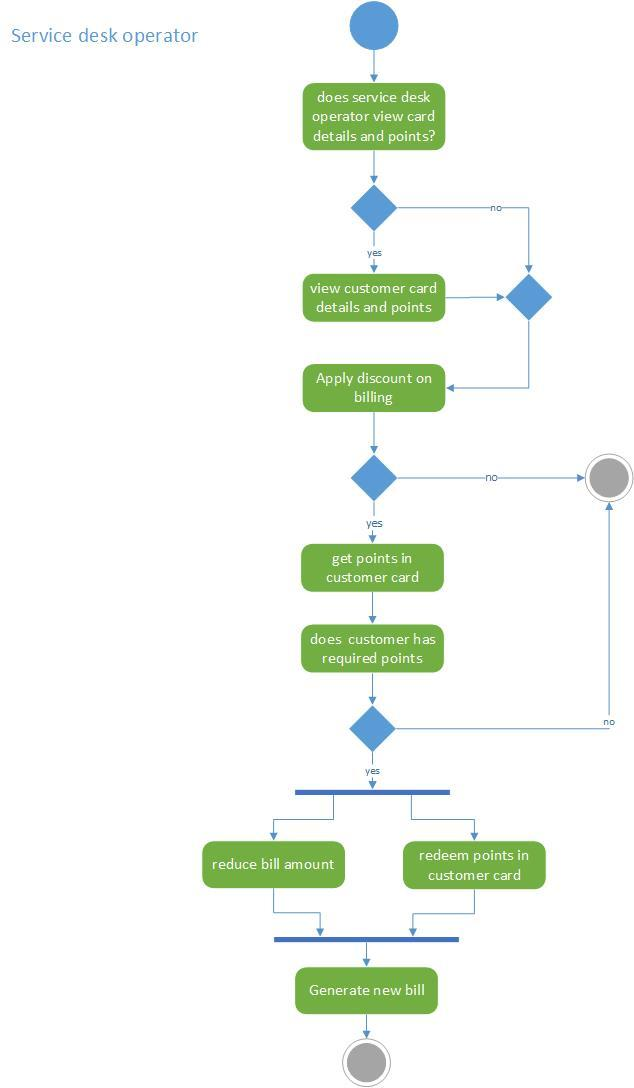 Service desk operator
does service desk
operator view card
details and points?
no
yes
view customer card
details and points
Apply discount on
billing
no
yes
get points in
customer card
does customer has
required points
no
yes
reduce bill amount
redeem points in
customer card
Generate new bill